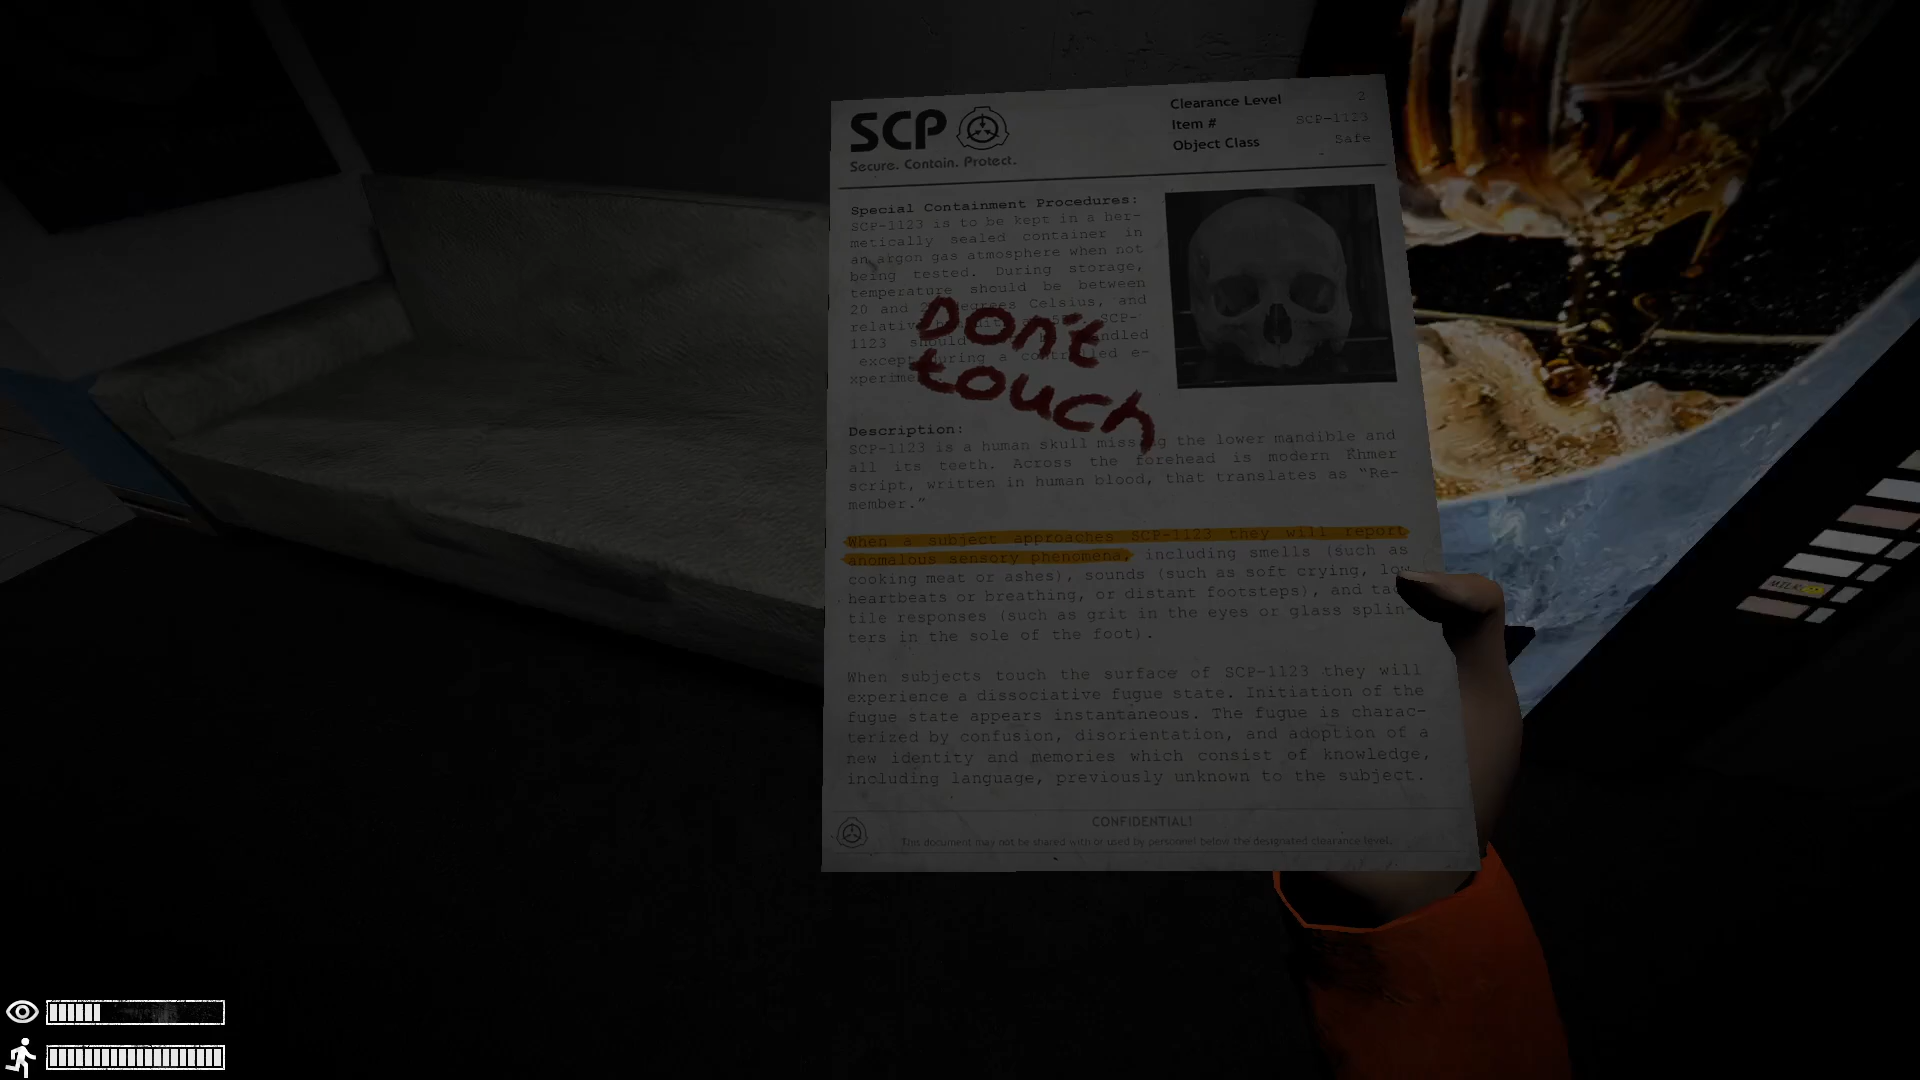 SCP
Secure. Contain. Protect.
Clearance Level 2
Item # SCP-1123
Object Class Safe
Special Containment Procedures:
SCP-1123 is to be kept in a her-
metically sealed container in
an argon gas atmosphere when not
being tested. During storage,
temperature should be between
20 and degrees Celsius, and
SCP-
1123 should
except during a controlled e-
Don't
touch
Description:
SCP-1123 is a human skull missing the lower mandible and
all its teeth. Across the forehead is modern Khmer
script, written in human blood, that translates as "Re-
member."
When a subject approaches SCP-1123 they will report
anomalous sensory phenomena, including smells (such as
cooking meat or ashes), sounds (such as soft crying, low
heartbeats or breathing, or distant footsteps), and tac-
tile responses (such as grit in the eyes or glass splin-
ters in the sole of the foot).
When subjects touch the surface of SCP-1123 they will
experience a dissociative fugue state. Initiation of the
fugue state appears instantaneous. The fugue is charac-
terized by confusion, disorientation, and adoption of a
new identity and memories which consist of knowledge,
including language, previously unknown to the subject.
CONFIDENTIAL!
This document may not be shared with or used by personnel below the designated clearance level.
MILK